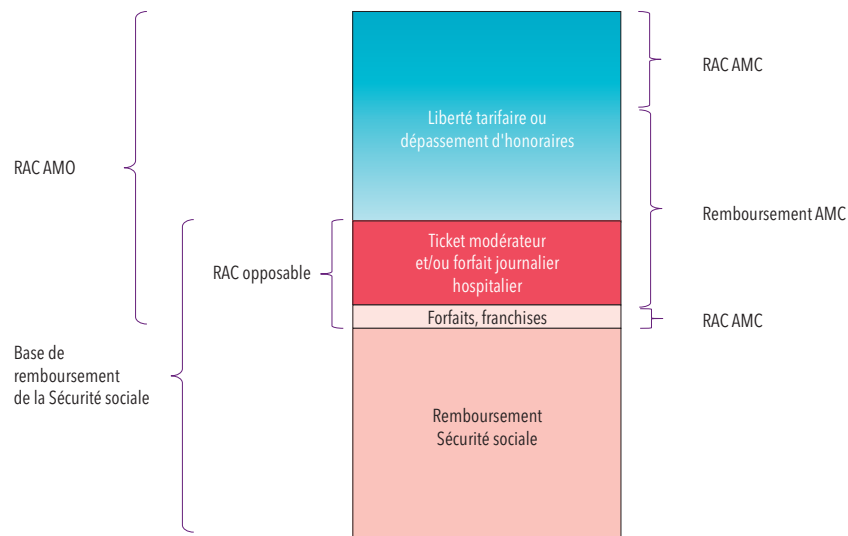 RAC AMC
Liberté tarifaire ou
dépassement d'honoraires
RAC AMO
Remboursement AMC
Ticket modérateur
et/ou forfait journalier
hospitalier
RAC opposable
Forfaits, franchises
RAC AMC
Base de
remboursement
de la Sécurité sociale
Remboursement
Sécurité sociale